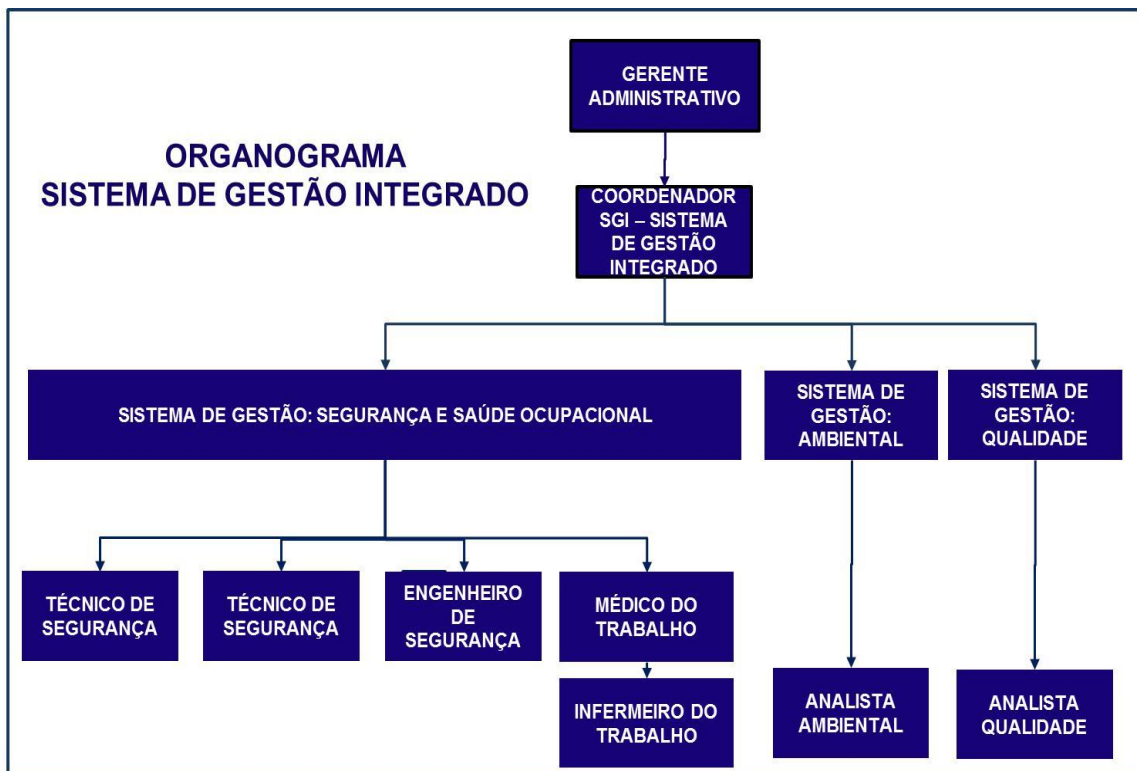 GERENTE
ADMINISTRATIVO
ORGANOGRAMA
SISTEMA DE GESTÃO INTEGRADO
COORDENADOR
SGI – SISTEMA
DE GESTÃO
INTEGRADO
SISTEMA DE GESTÃO: SEGURANÇA E SAÚDE OCUPACIONAL
SISTEMA DE
GESTÃO:
AMBIENTAL
SISTEMA DE
GESTÃO:
QUALIDADE
TÉCNICO DE
SEGURANÇA
TÉCNICO DE
SEGURANÇA
ENGENHEIRO
DE
SEGURANÇA
MÉDICO DO
TRABALHO
INFERMEIRO DO
TRABALHO
ANALISTA
AMBIENTAL
ANALISTA
QUALIDADE